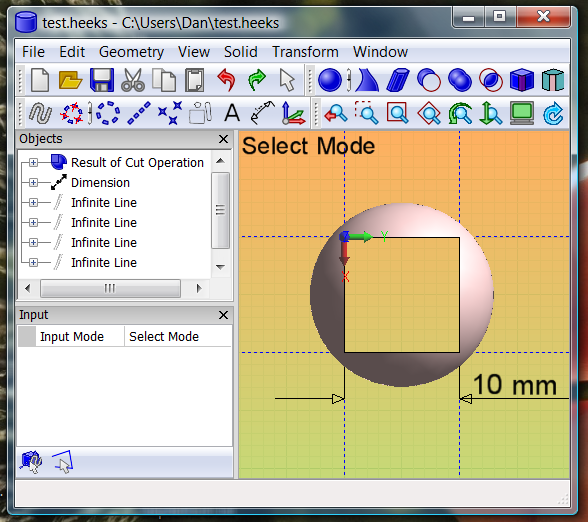 test.heeks - C:\Users\Dan\test.heeks
File Edit Geometry View Solid Transform Window
Objects
Result of Cut Operation
Dimension
Infinite Line
Infinite Line
Infinite Line
Infinite Line
Input
Input Mode Select Mode
Select Mode
Y
X
10 mm